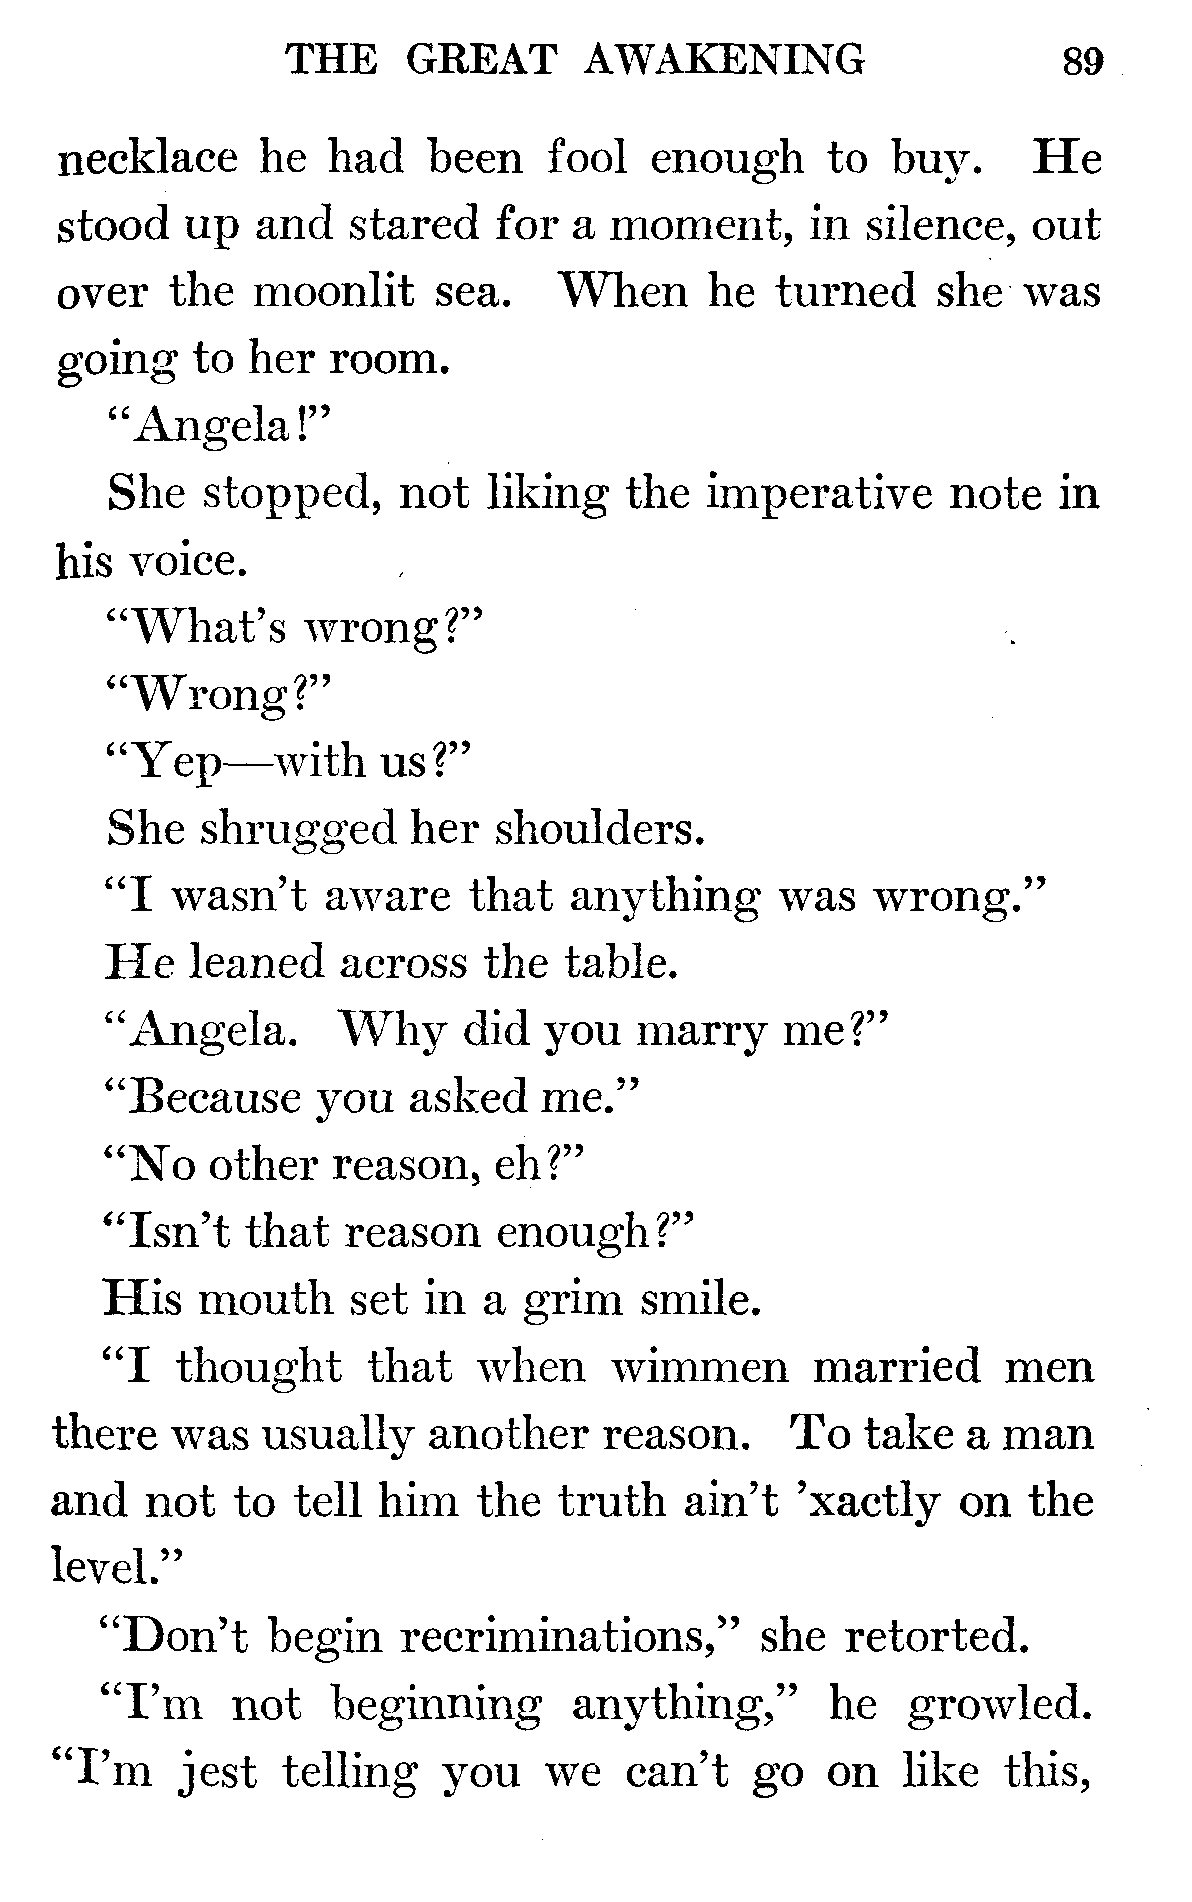 THE GREAT AWAKENING 89
necklace he had been fool enough to buy. He
stood up and stared for a moment, in silence, out
over the moonlit sea. When he turned she was
going to her room.
“Angela!”
She stopped, not liking the imperative note in
his voice.
“What’s wrong?”
“Wrong?”
“Yep—with us?”
She shrugged her shoulders.
“I wasn’t aware that anything was wrong.”
He leaned across the table.
“Angela. Why did you marry me?”
“Because you asked me.”
“No other reason, eh?”
“Isn’t that reason enough?”
His mouth set in a grim smile.
“I thought that when wimmen married men
there was usually another reason. To take a man
and not to tell him the truth ain’t ’xactly on the
level.”
“Don’t begin recriminations,” she retorted.
“I’m not beginning anything,” he growled.
“I’m jest telling you we can’t go on like this,